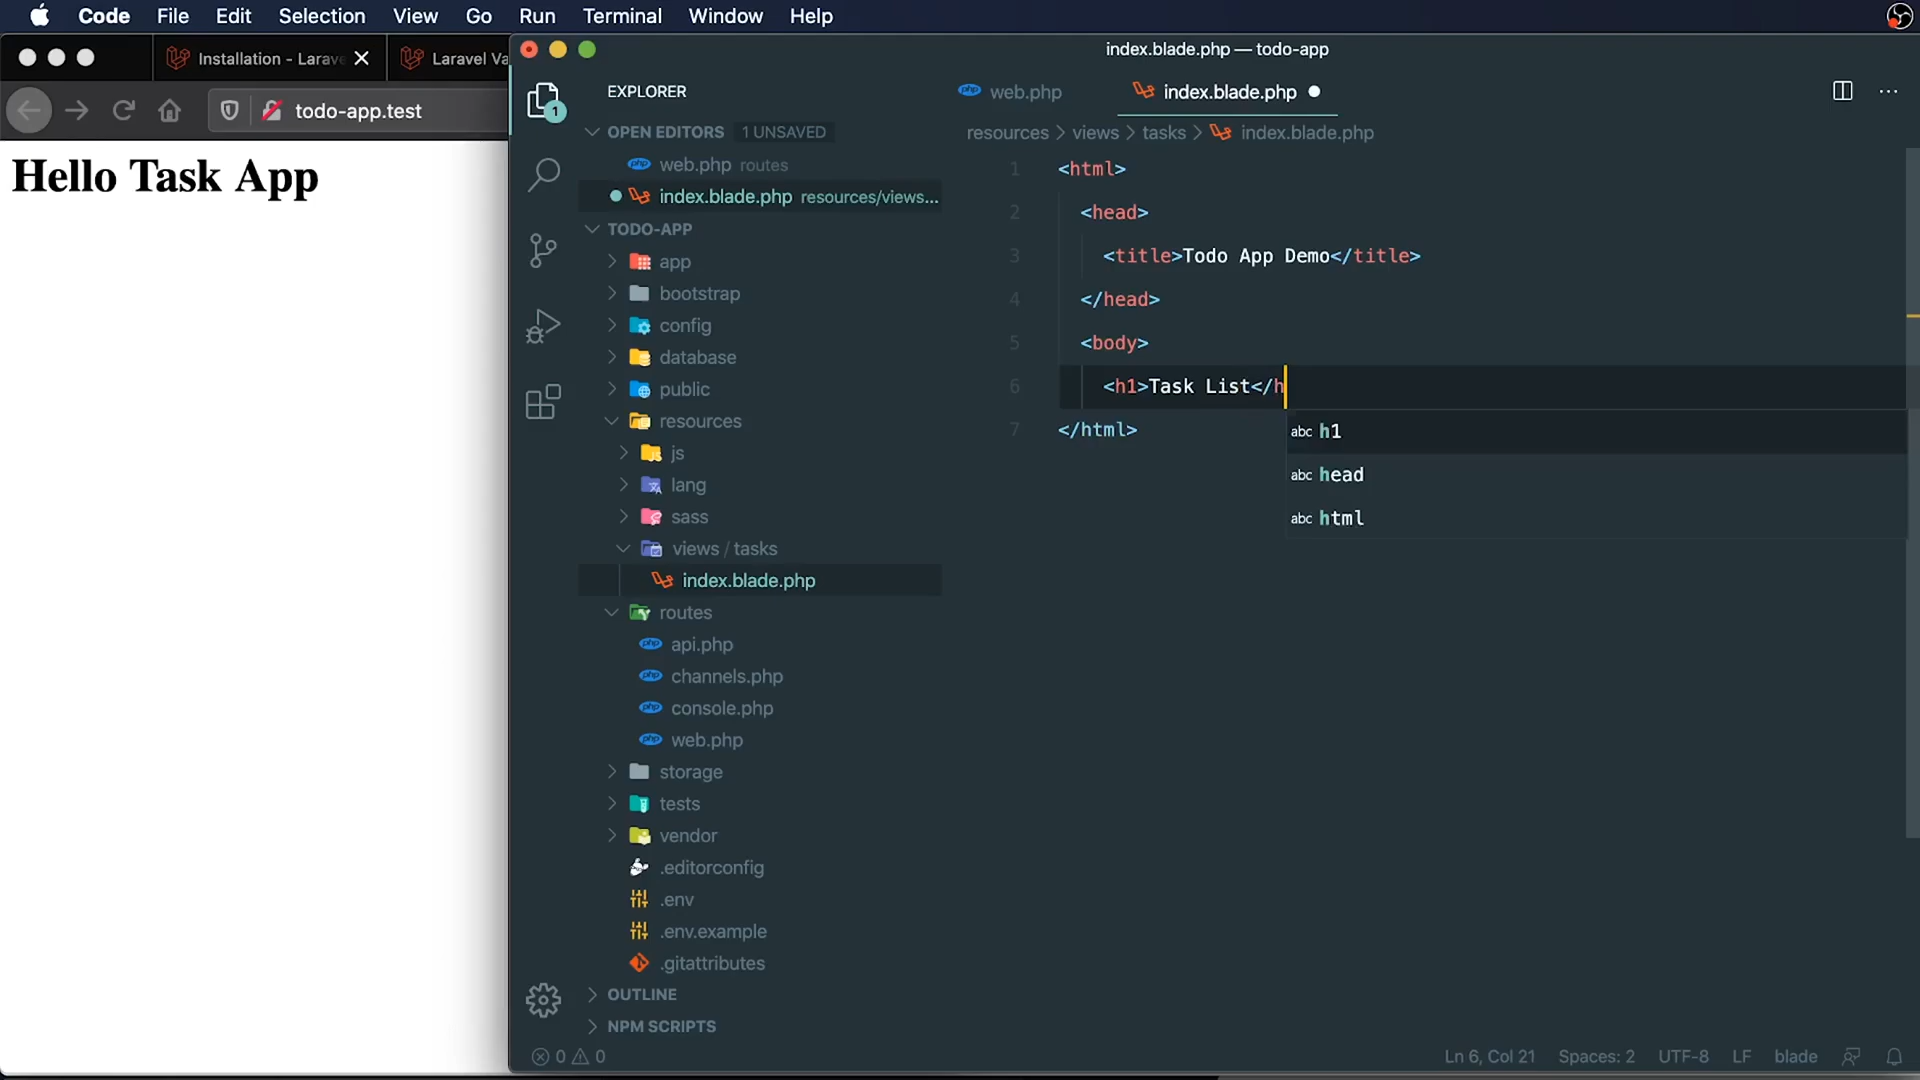 Code File Edit Selection View Go Run Terminal Window Help
Installation - Larave
Laravel Va
todo-app.test
Hello Task App
index.blade.php — todo-app
EXPLORER
OPEN EDITORS 1 UNSAVED
web.php routes
index.blade.php resources/views...
TODO-APP
app
bootstrap
config
database
public
resources
js
lang
sass
views / tasks
index.blade.php
routes
api.php
channels.php
console.php
web.php
storage
tests
vendor
.editorconfig
.env
.env.example
.gitattributes
OUTLINE
NPM SCRIPTS
1
web.php
index.blade.php
resources > views > tasks > index.blade.php
1 <html>
2 <head>
3 <title>Todo App Demo</title>
4 </head>
5 <body>
6 <h1>Task List</h
7 </html>
abc h1
abc head
abc html
0 0
Ln 6, Col 21 Spaces: 2 UTF-8 LF blade